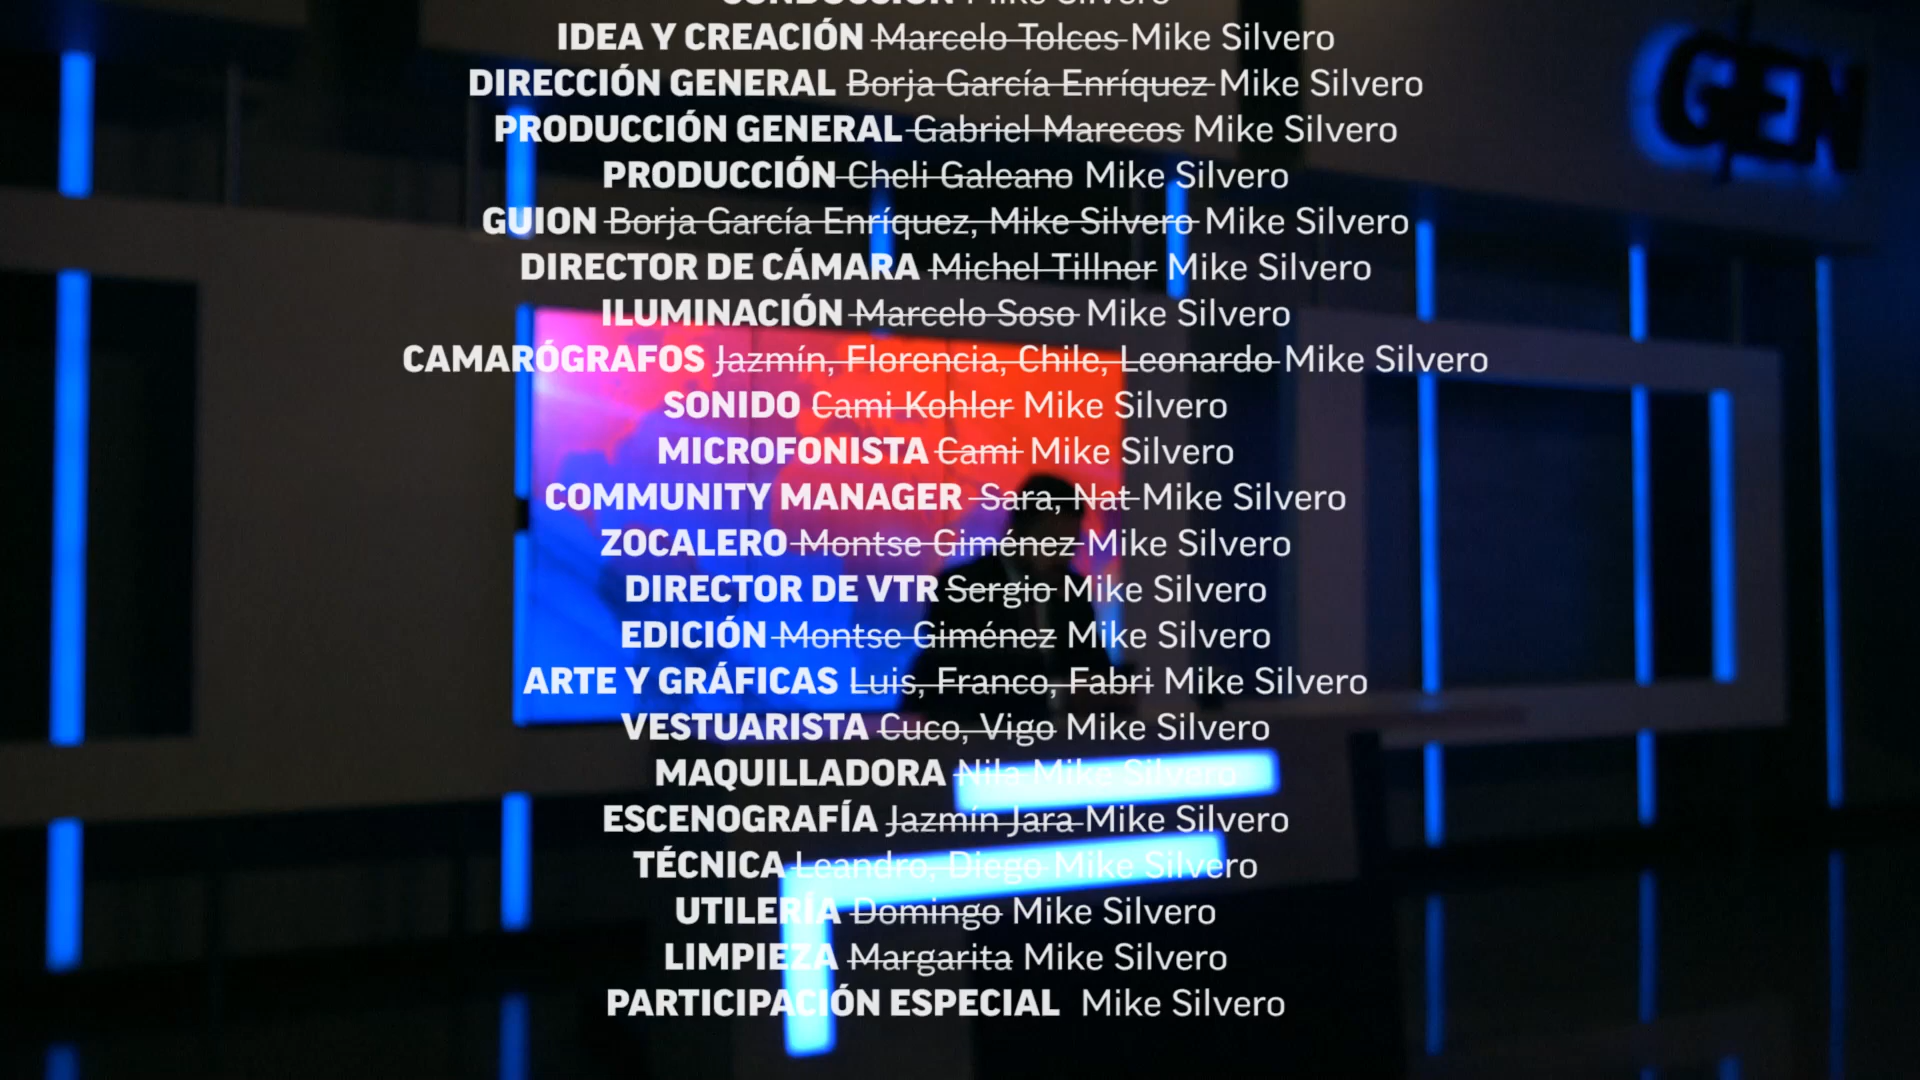 CONDUCCIÓN Mike Silvero
IDEA Y CREACIÓN Marcelo Tolces Mike Silvero
DIRECCIÓN GENERAL Borja García Enríquez Mike Silvero
PRODUCCIÓN GENERAL Gabriel Marecos Mike Silvero
PRODUCCIÓN Cheli Galeano Mike Silvero
GUION Borja García Enríquez, Mike Silvero Mike Silvero
DIRECTOR DE CÁMARA Michel Tillner Mike Silvero
ILUMINACIÓN Marcelo Soso Mike Silvero
CAMARÓGRAFOS Jazmín, Florencia, Chile, Leonardo Mike Silvero
SONIDO Cami Kohler Mike Silvero
MICROFONISTA Cami Mike Silvero
COMMUNITY MANAGER Sara, Nat Mike Silvero
ZOCALERO Montse Giménez Mike Silvero
DIRECTOR DE VTR Sergio Mike Silvero
EDICIÓN Montse Giménez Mike Silvero
ARTE Y GRÁFICAS Luis, Franco, Fabri Mike Silvero
VESTUARISTA Cuco, Vigo Mike Silvero
MAQUILLADORA Nila Mike Silvero
ESCENOGRAFÍA Jazmín Jara Mike Silvero
TÉCNICA Leandro, Diego Mike Silvero
UTILERÍA Domingo Mike Silvero
LIMPIEZA Margarita Mike Silvero
PARTICIPACIÓN ESPECIAL Mike Silvero
GEN